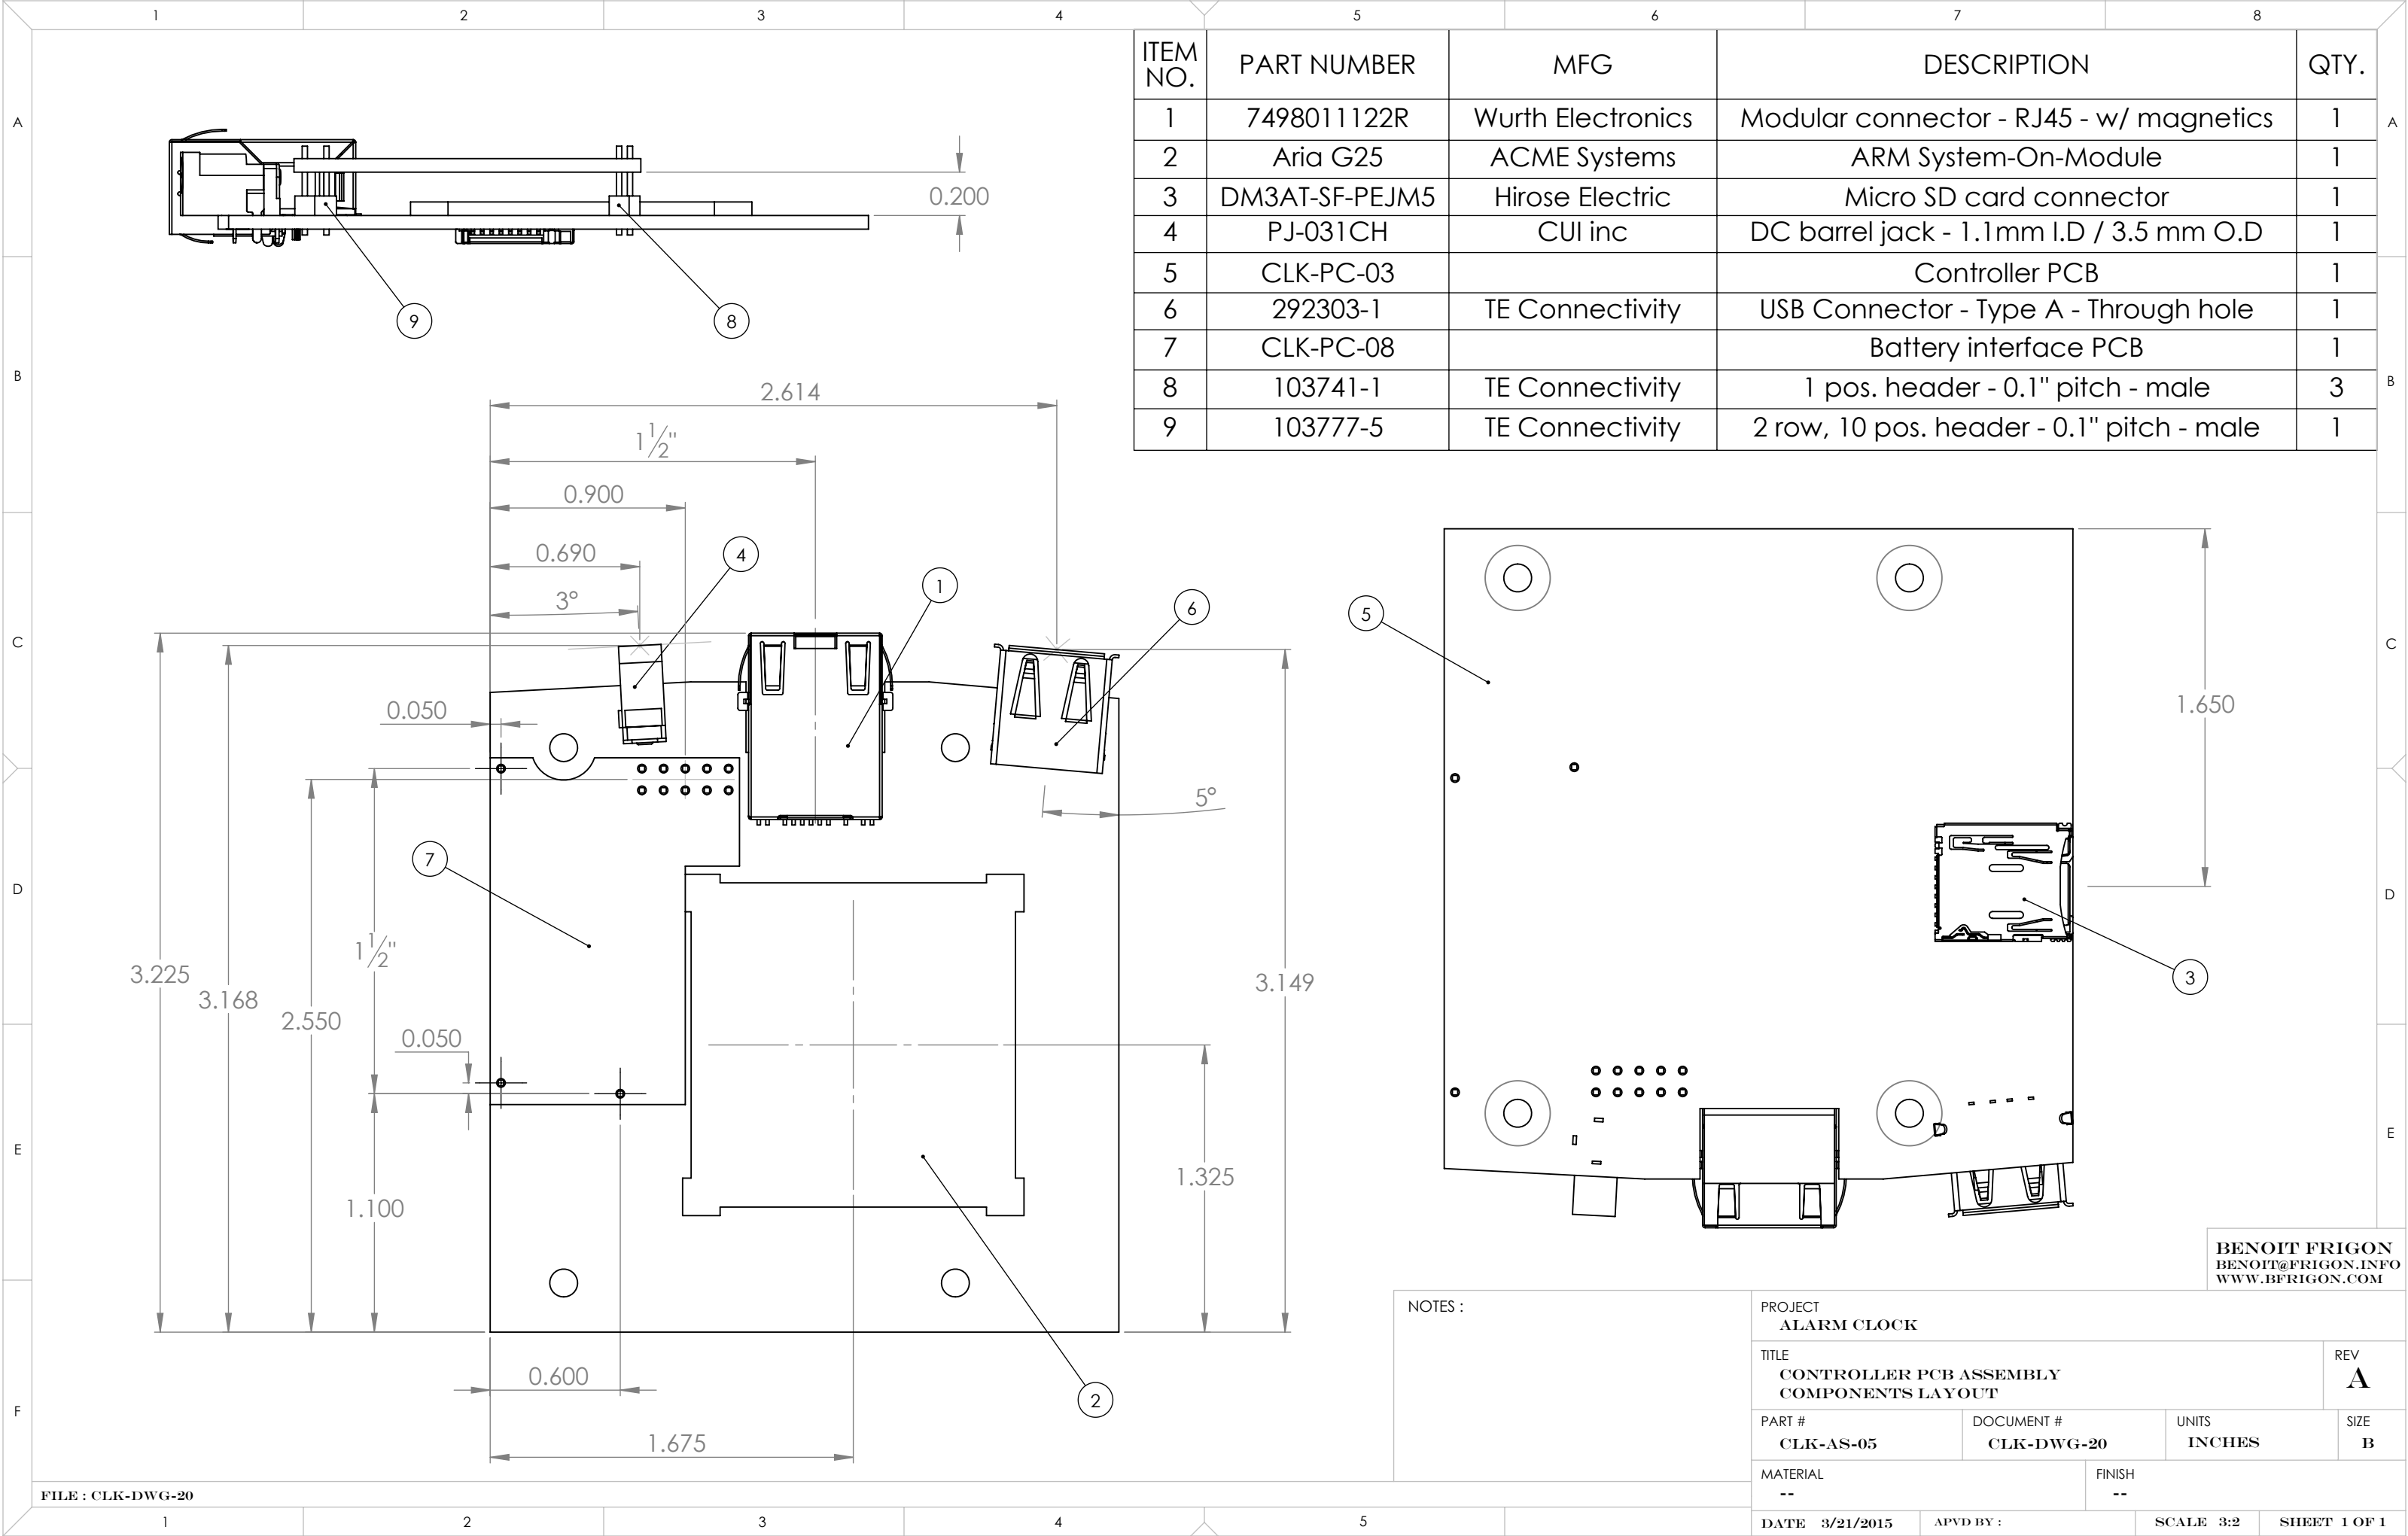 1 2 3 4 5 6 7 8
A A
B B
C C
D D
E E
F
ITEM NO. PART NUMBER MFG DESCRIPTION QTY.
1 7498011122R Wurth Electronics Modular connector - RJ45 - w/ magnetics 1
2 Aria G25 ACME Systems ARM System-On-Module 1
3 DM3AT-SF-PEJM5 Hirose Electric Micro SD card connector 1
4 PJ-031CH CUI inc DC barrel jack - 1.1mm I.D / 3.5 mm O.D 1
5 CLK-PC-03 Controller PCB 1
6 292303-1 TE Connectivity USB Connector - Type A - Through hole 1
7 CLK-PC-08 Battery interface PCB 1
8 103741-1 TE Connectivity 1 pos. header - 0.1" pitch - male 3
9 103777-5 TE Connectivity 2 row, 10 pos. header - 0.1" pitch - male 1
0.200
9
8
2.614
1 1/2"
0.900
0.690
3°
4
1
6
5
0.050
1.650
5°
7
1 1/2"
3.225
3.168
2.550
0.050
3.149
3
1.100
1.325
0.600
1.675
2
BENOIT FRIGON
BENOIT@FRIGON.INFO
WWW.BFRIGON.COM
NOTES :
PROJECT
ALARM CLOCK
TITLE
CONTROLLER PCB ASSEMBLY
COMPONENTS LAYOUT
REV
A
PART #
CLK-AS-05
DOCUMENT #
CLK-DWG-20
UNITS
INCHES
SIZE
B
MATERIAL
--
FINISH
--
DATE 3/21/2015
APVD BY :
SCALE 3:2
SHEET 1 OF 1
FILE : CLK-DWG-20
1 2 3 4 5